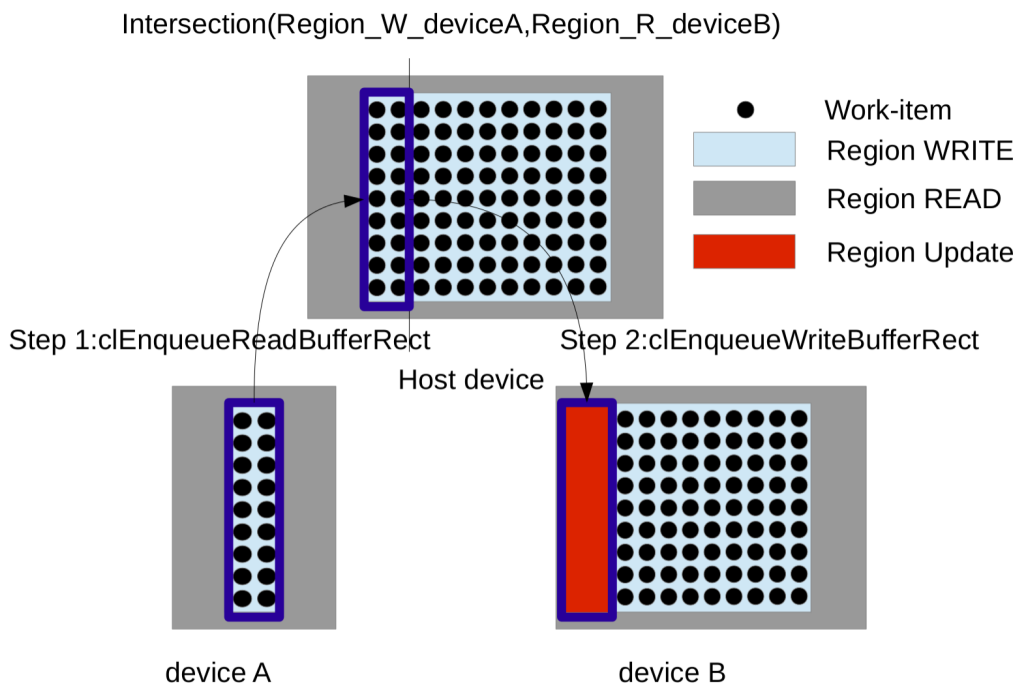 Intersection(Region_W_deviceA,Region_R_deviceB)
Work-item
Region WRITE
Region READ
Region Update
Step 1:clEnqueueReadBufferRect
Step 2:clEnqueueWriteBufferRect
Host device
device A
device B